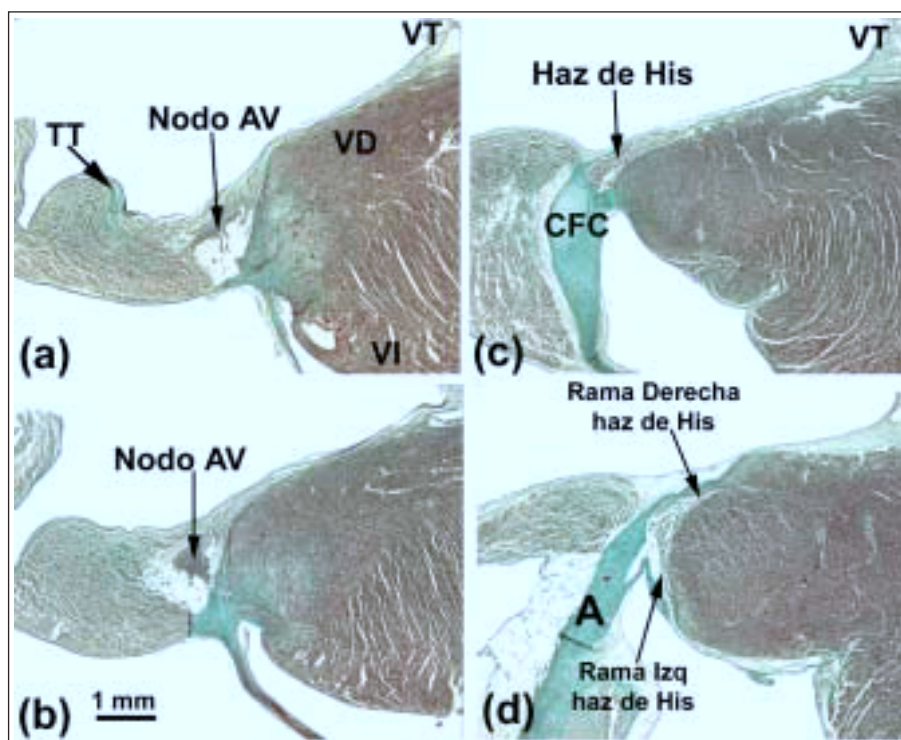 VT
Nodo AV
TT
VD
VI
(a)
Nodo AV
(b)
1 mm
VT
Haz de His
CFC
(c)
Rama Derecha
haz de His
A
Rama Izq
haz de His
(d)